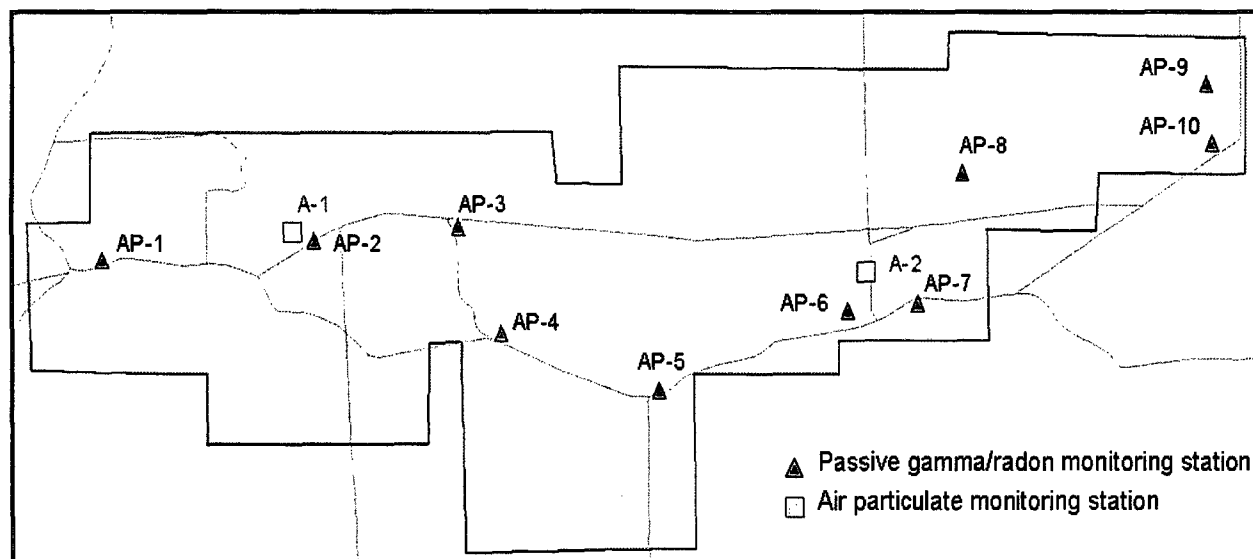 AP-9
AP-10
AP-8
A-1
AP-3
AP-2
AP-1
A-2
AP-7
AP-6
AP-4
AP-5
Passive gamma/radon monitoring station
Air particulate monitoring station